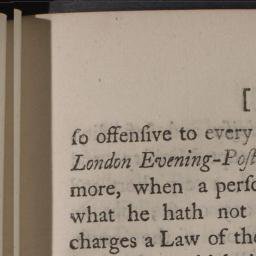 [
ſo offenſive to every
London Evening-Poſt
more, when a perſo
what he hath not
charges a Law of the